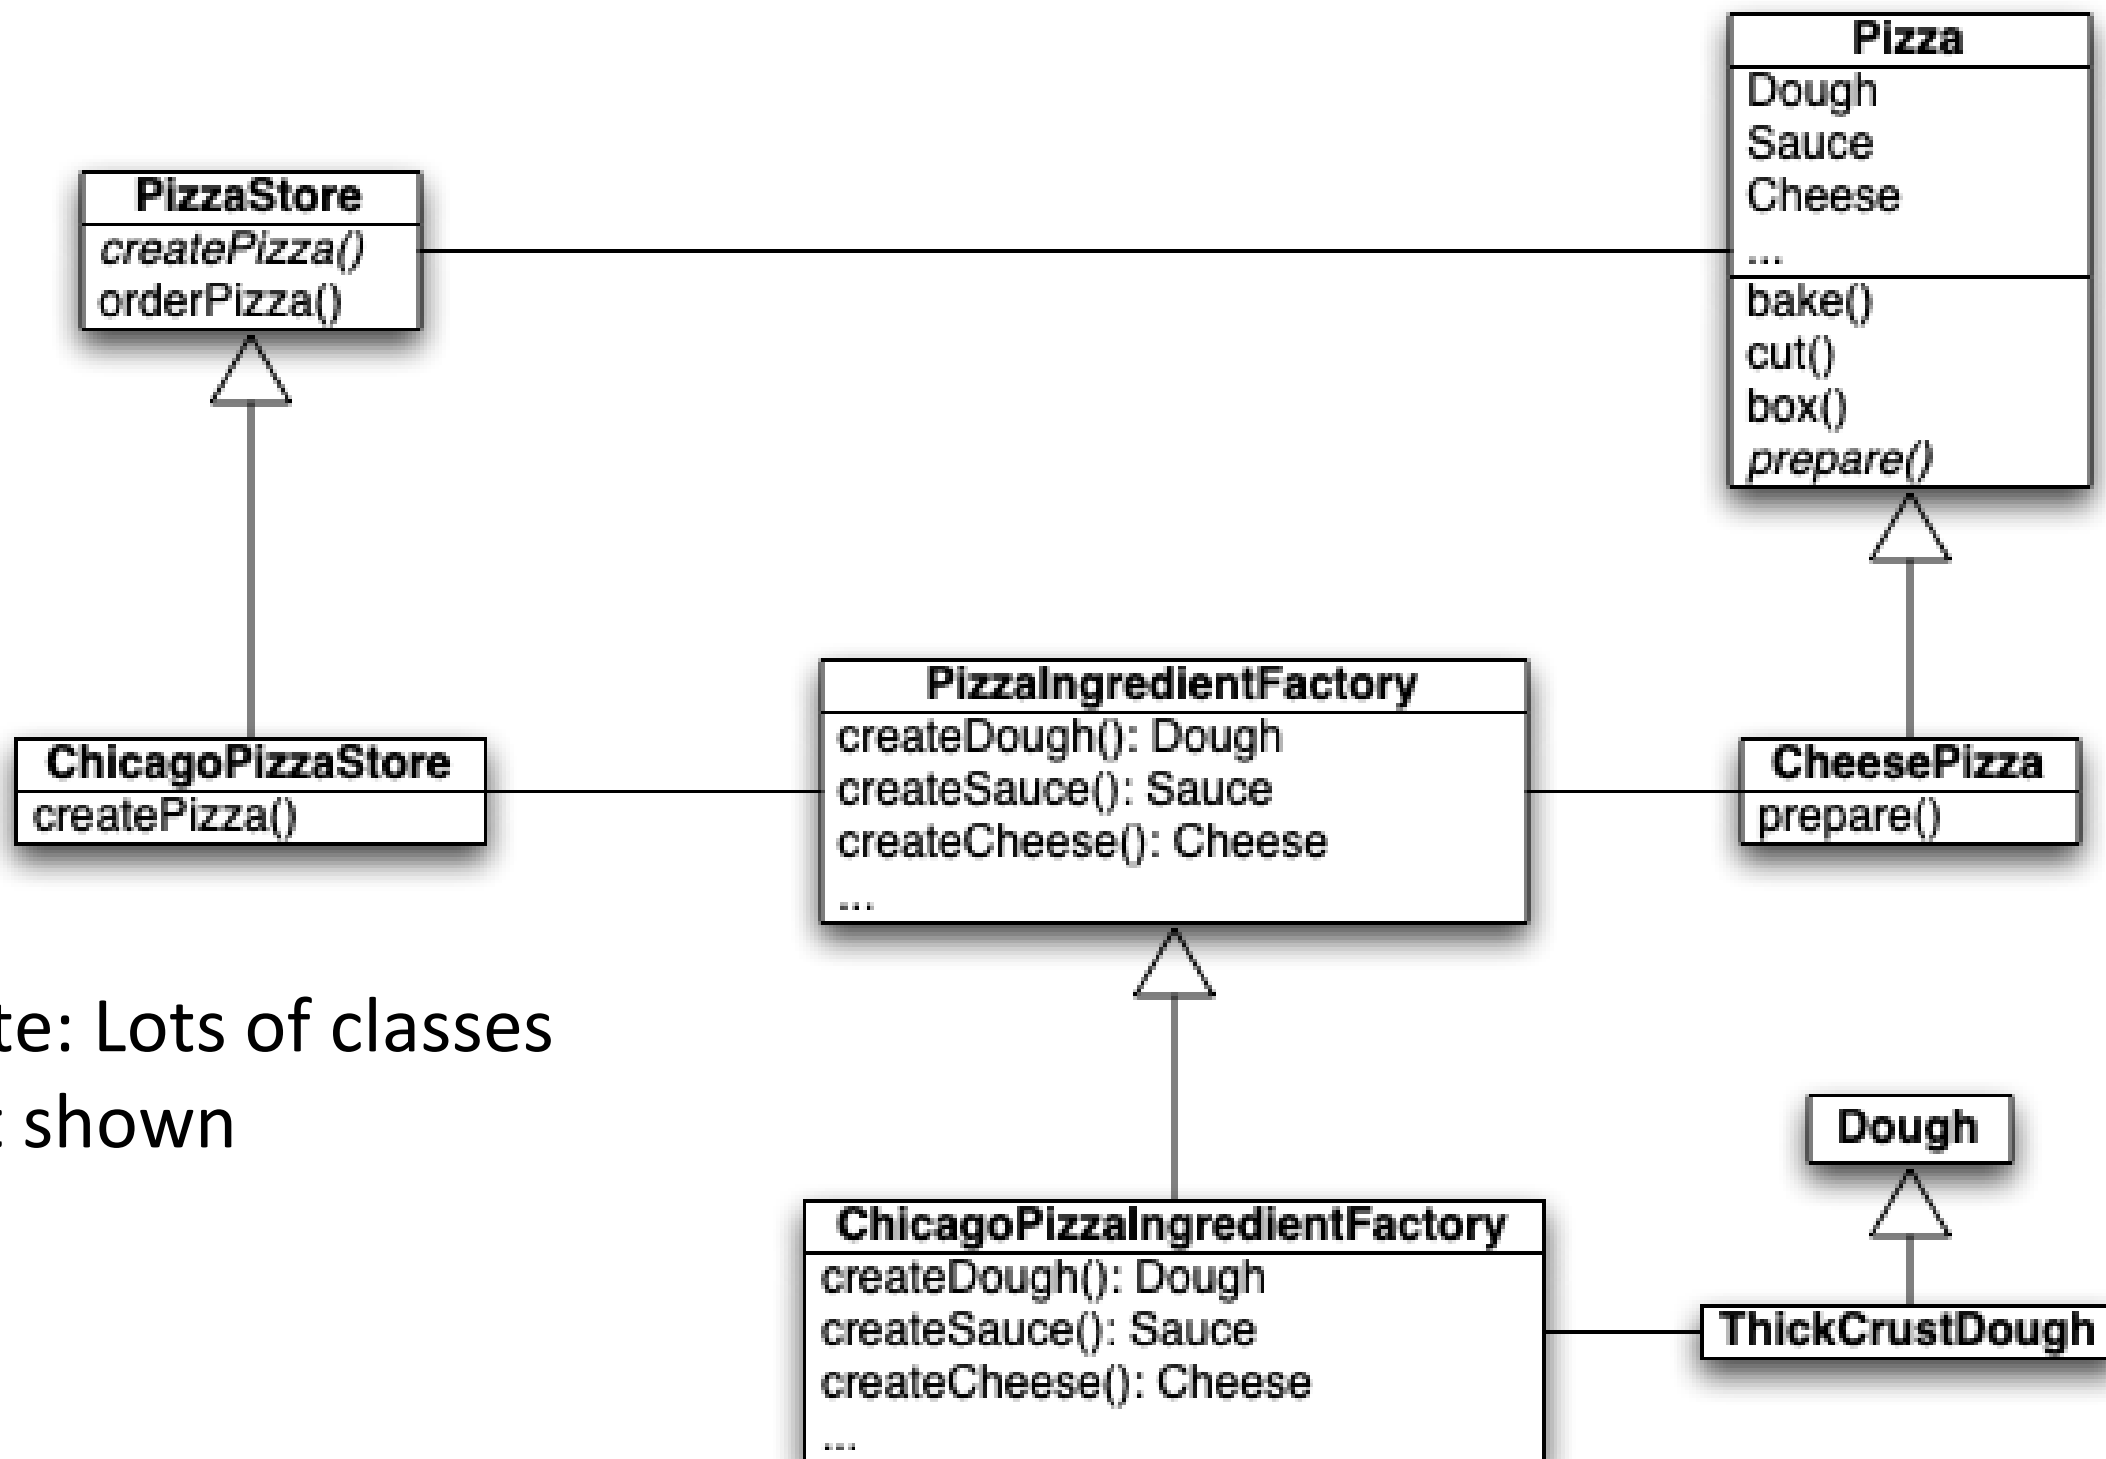 Pizza
Dough
Sauce
Cheese
...
bake()
cut()
box()
prepare()
PizzaStore
createPizza()
orderPizza()
PizzaIngredientFactory
createDough(): Dough
createSauce(): Sauce
createCheese(): Cheese
...
ChicagoPizzaStore
createPizza()
CheesePizza
prepare()
te: Lots of classes
t shown
Dough
ChicagoPizzaIngredientFactory
createDough(): Dough
createSauce(): Sauce
createCheese(): Cheese
...
ThickCrustDough